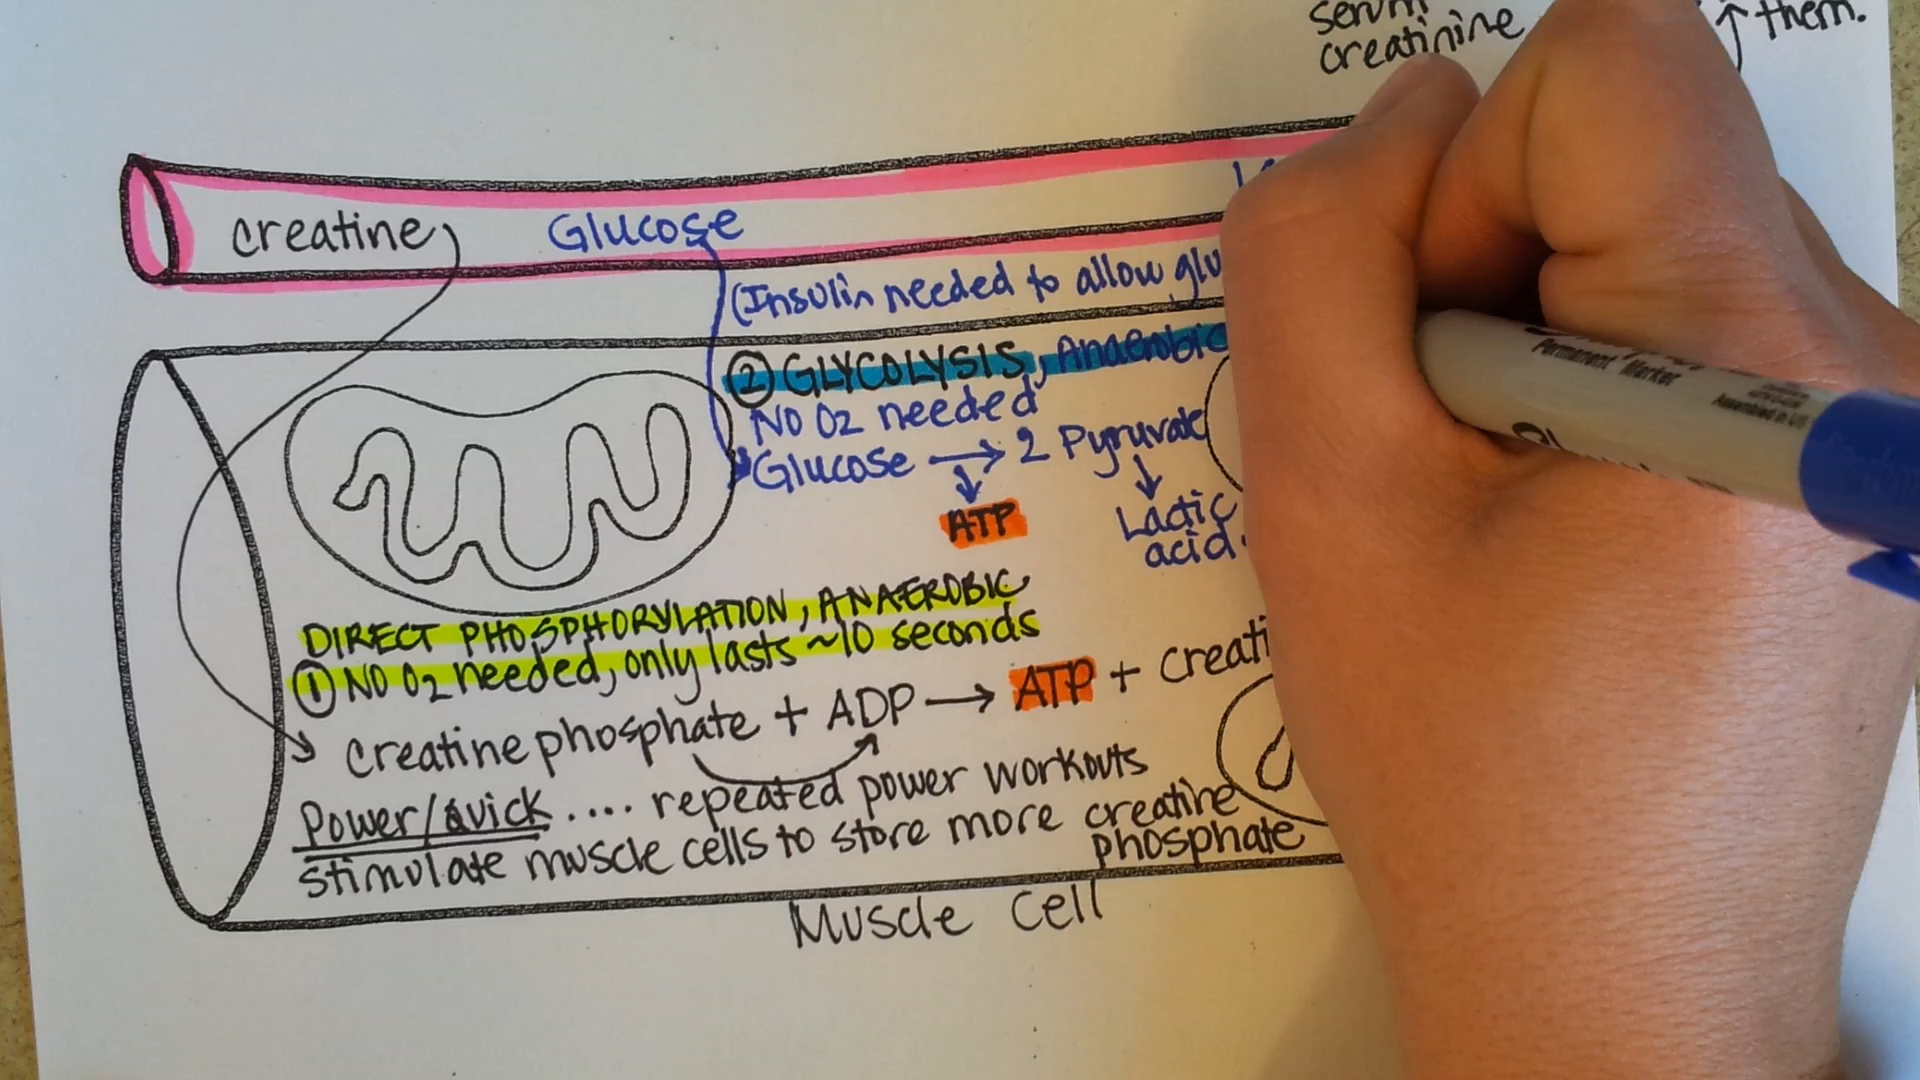 serum
creatinine
↑ them.
creatine
Glucose
(Insulin needed to allow glu
② GLYCOLYSIS, Anaerobic
NO O2 needed
Glucose → 2 Pyruvate
↓ ↓
ATP
Lactic
acid.
DIRECT PHOSPHORYLATION, ANAEROBIC
① NO O2 needed, only lasts ~10 seconds
creatine phosphate + ADP → ATP + creati
Power/Quick .... repeated power workouts
stimulate muscle cells to store more creatine
phosphate
Muscle Cell
Permanent Marker